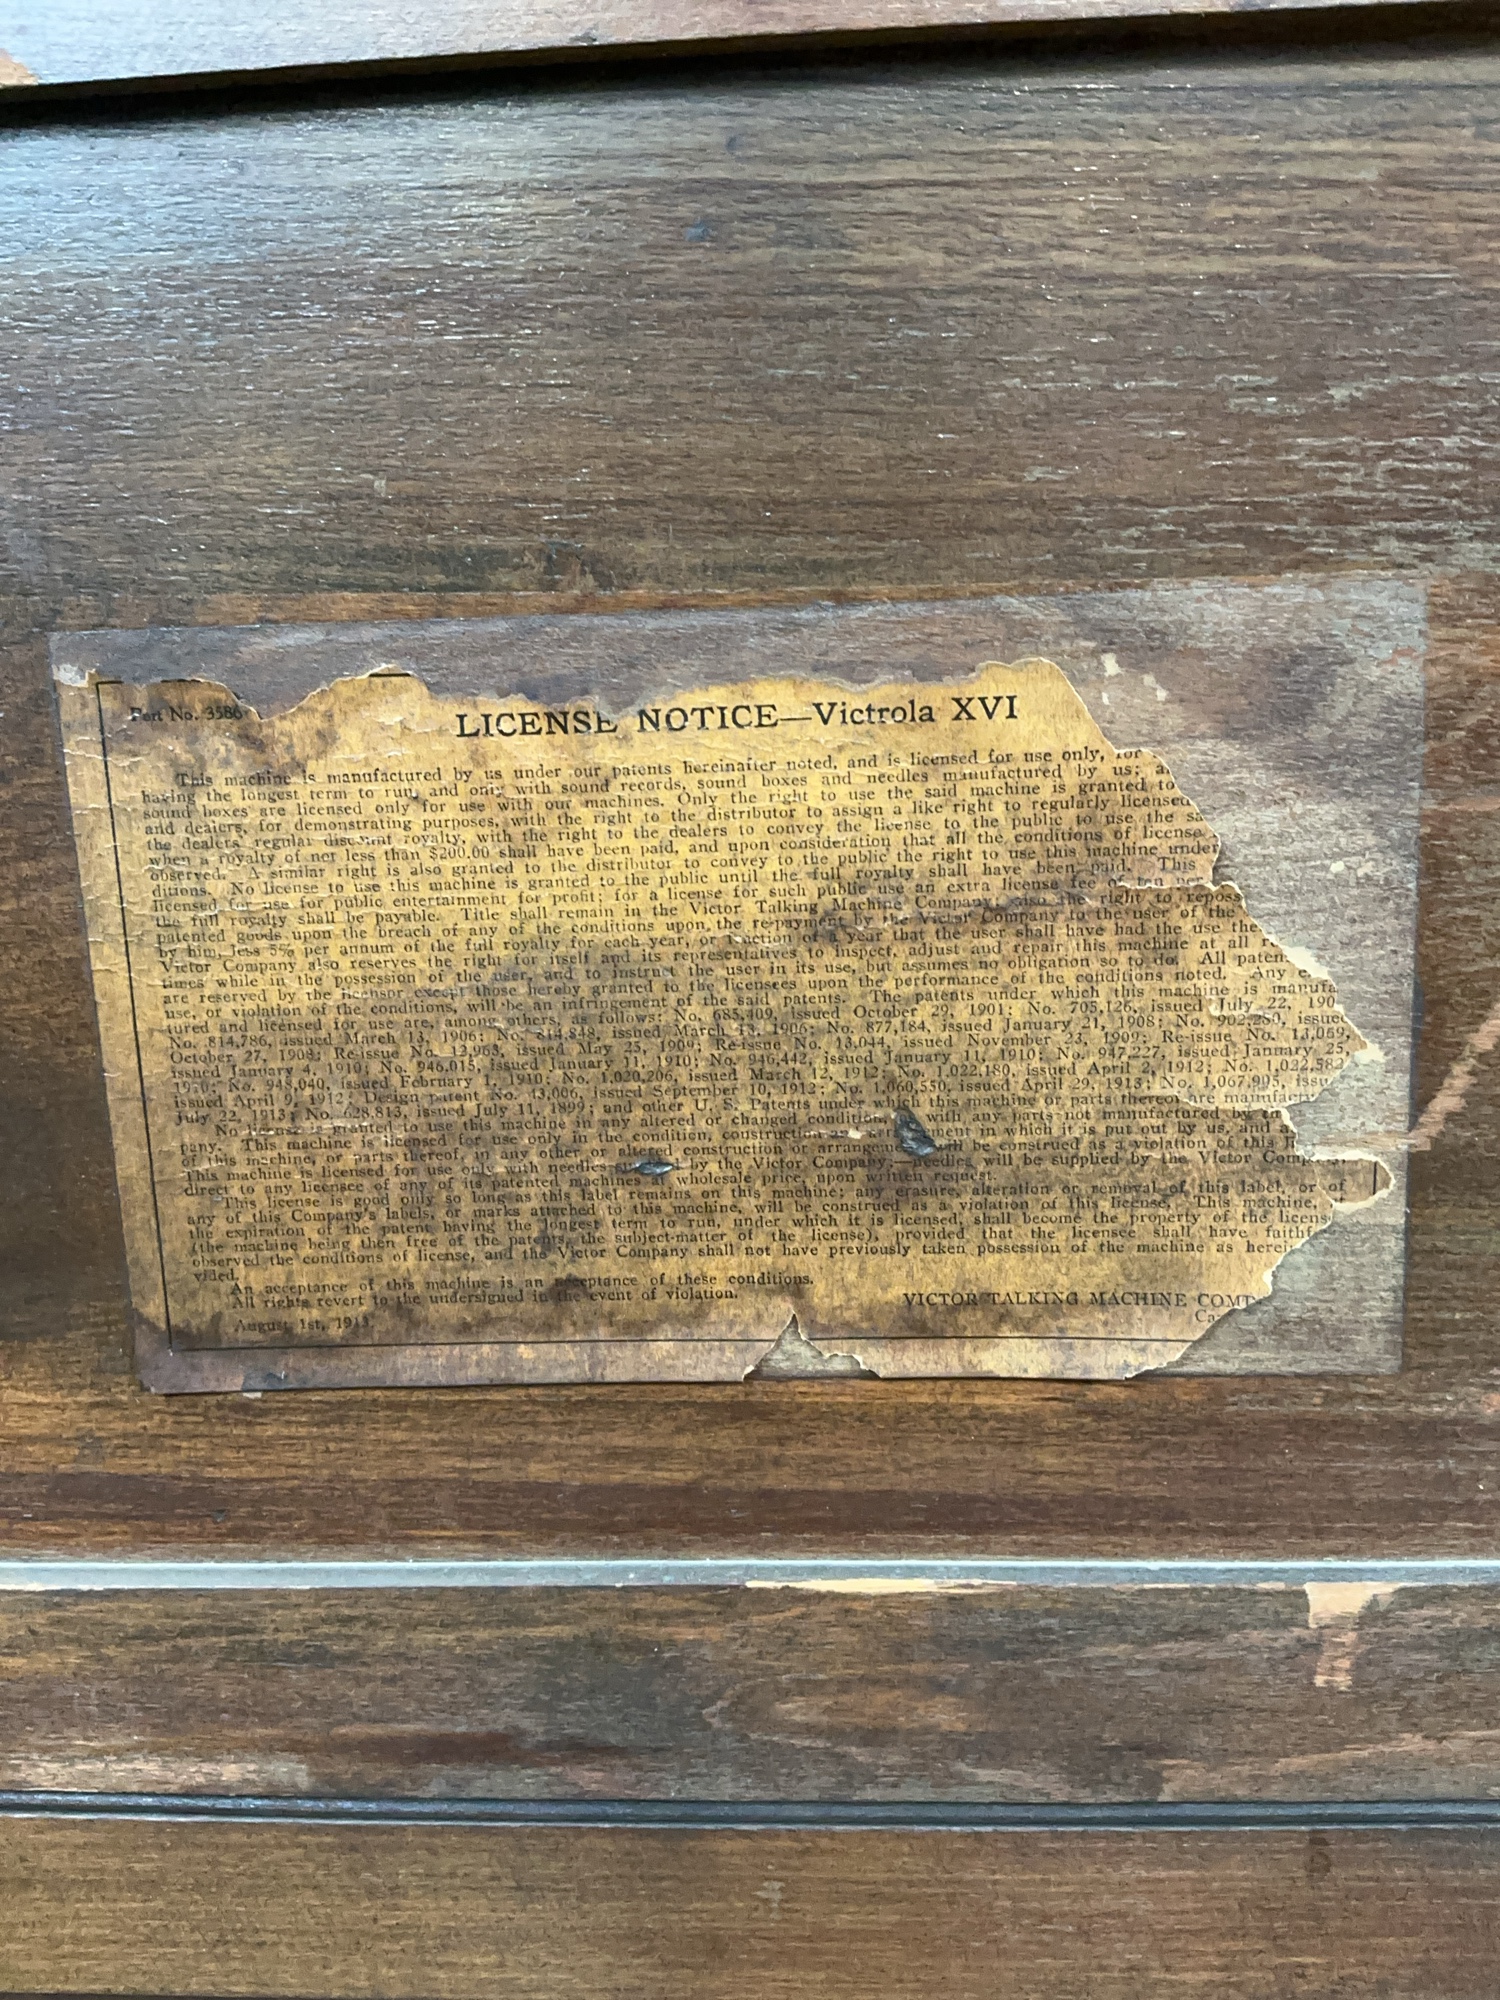 Part No. 3586
LICENSE NOTICE—Victrola XVI
This machine is manufactured by us under our patents hereinafter noted, and is licensed for use only, for
having the longest term to run, and only with sound records, sound boxes and needles manufactured by us;
sound boxes are licensed only for use with our machines. Only the right to use the said machine is granted to
and dealers, for demonstrating purposes, with the right to the distributor to assign a like right to regularly licensed
the dealers' regular discount royalty, with the right to the dealers to convey the license to the public to use the
when a royalty of not less than $200.00 shall have been paid, and upon consideration that all the conditions of license
observed. A similar right is also granted to the distributor to convey to the public the right to use this machine under
ditions. No license to use this machine is granted to the public until the full royalty shall have been paid. This
licensed for use for public entertainment for profit; for a license for such public use an extra license fee of ten per
the full royalty shall be payable. Title shall remain in the Victor Talking Machine Company; also the right to reposs
patented goods upon the breach of any of the conditions upon the re-payment by the Victor Company to the user of the
by him, less 5% per annum of the full royalty for each year, or fraction of a year that the user shall have had the use the
Victor Company also reserves the right for itself and its representatives to inspect, adjust and repair this machine at all
times while in the possession of the user, and to instruct the user in its use, but assumes no obligation so to do. All paten
are reserved by the licensor except those hereby granted to the licensees upon the performance of the conditions noted. Any
use, or violation of the conditions, will be an infringement of the said patents. The patents under which this machine is manufa
tured and licensed for use are, among others, as follows: No. 685,409, issued October 29, 1901; No. 705,126, issued July 22, 190
No. 814,786, issued March 13, 1906; No. 814,848, issued March 13, 1906; No. 877,184, issued January 21, 1908; No. 902,250, issued
October 27, 1908; Re-issue No. 12,963, issued May 25, 1909; Re-issue No. 13,044, issued November 23, 1909; Re-issue No. 13,069,
issued January 4, 1910; No. 946,015, issued January 11, 1910; No. 946,442, issued January 11, 1910; No. 947,227, issued January 25,
1910; No. 948,040, issued February 1, 1910; No. 1,020,206, issued March 12, 1912; No. 1,022,180, issued April 2, 1912; No. 1,022,582
issued April 9, 1912; Design patent No. 43,006, issued September 10, 1912; No. 1,060,550, issued April 29, 1913; No. 1,067,905, issu
July 22, 1913; No. 628,813, issued July 11, 1899; and other U. S. Patents under which this machine or parts thereof are manufactu
No license is granted to use this machine in any altered or changed condition, with any parts not manufactured by
pany. This machine is licensed for use only in the condition, construction ment in which it is put out by us, and
of this machine, or parts thereof, in any other or altered construction or arrangement will be construed as a violation of this
This machine is licensed for use only with needles by the Victor Company;—needles will be supplied by the Victor Comp
direct to any licensee of any of its patented machines at wholesale price, upon written request.
This license is good only so long as this label remains on this machine; any erasure, alteration or removal of this label, or of
any of this Company's labels, or marks attached to this machine, will be construed as a violation of this license. This machine,
the expiration of the patent having the longest term to run, under which it is licensed, shall become the property of the license
(the machine being then free of the patents, the subject-matter of the license), provided that the licensee shall have faithf
observed the conditions of license, and the Victor Company shall not have previously taken possession of the machine as herei
vided.
An acceptance of this machine is an acceptance of these conditions.
All rights revert to the undersigned in the event of violation.
VICTOR TALKING MACHINE COMP
August 1st, 1913.
Ca